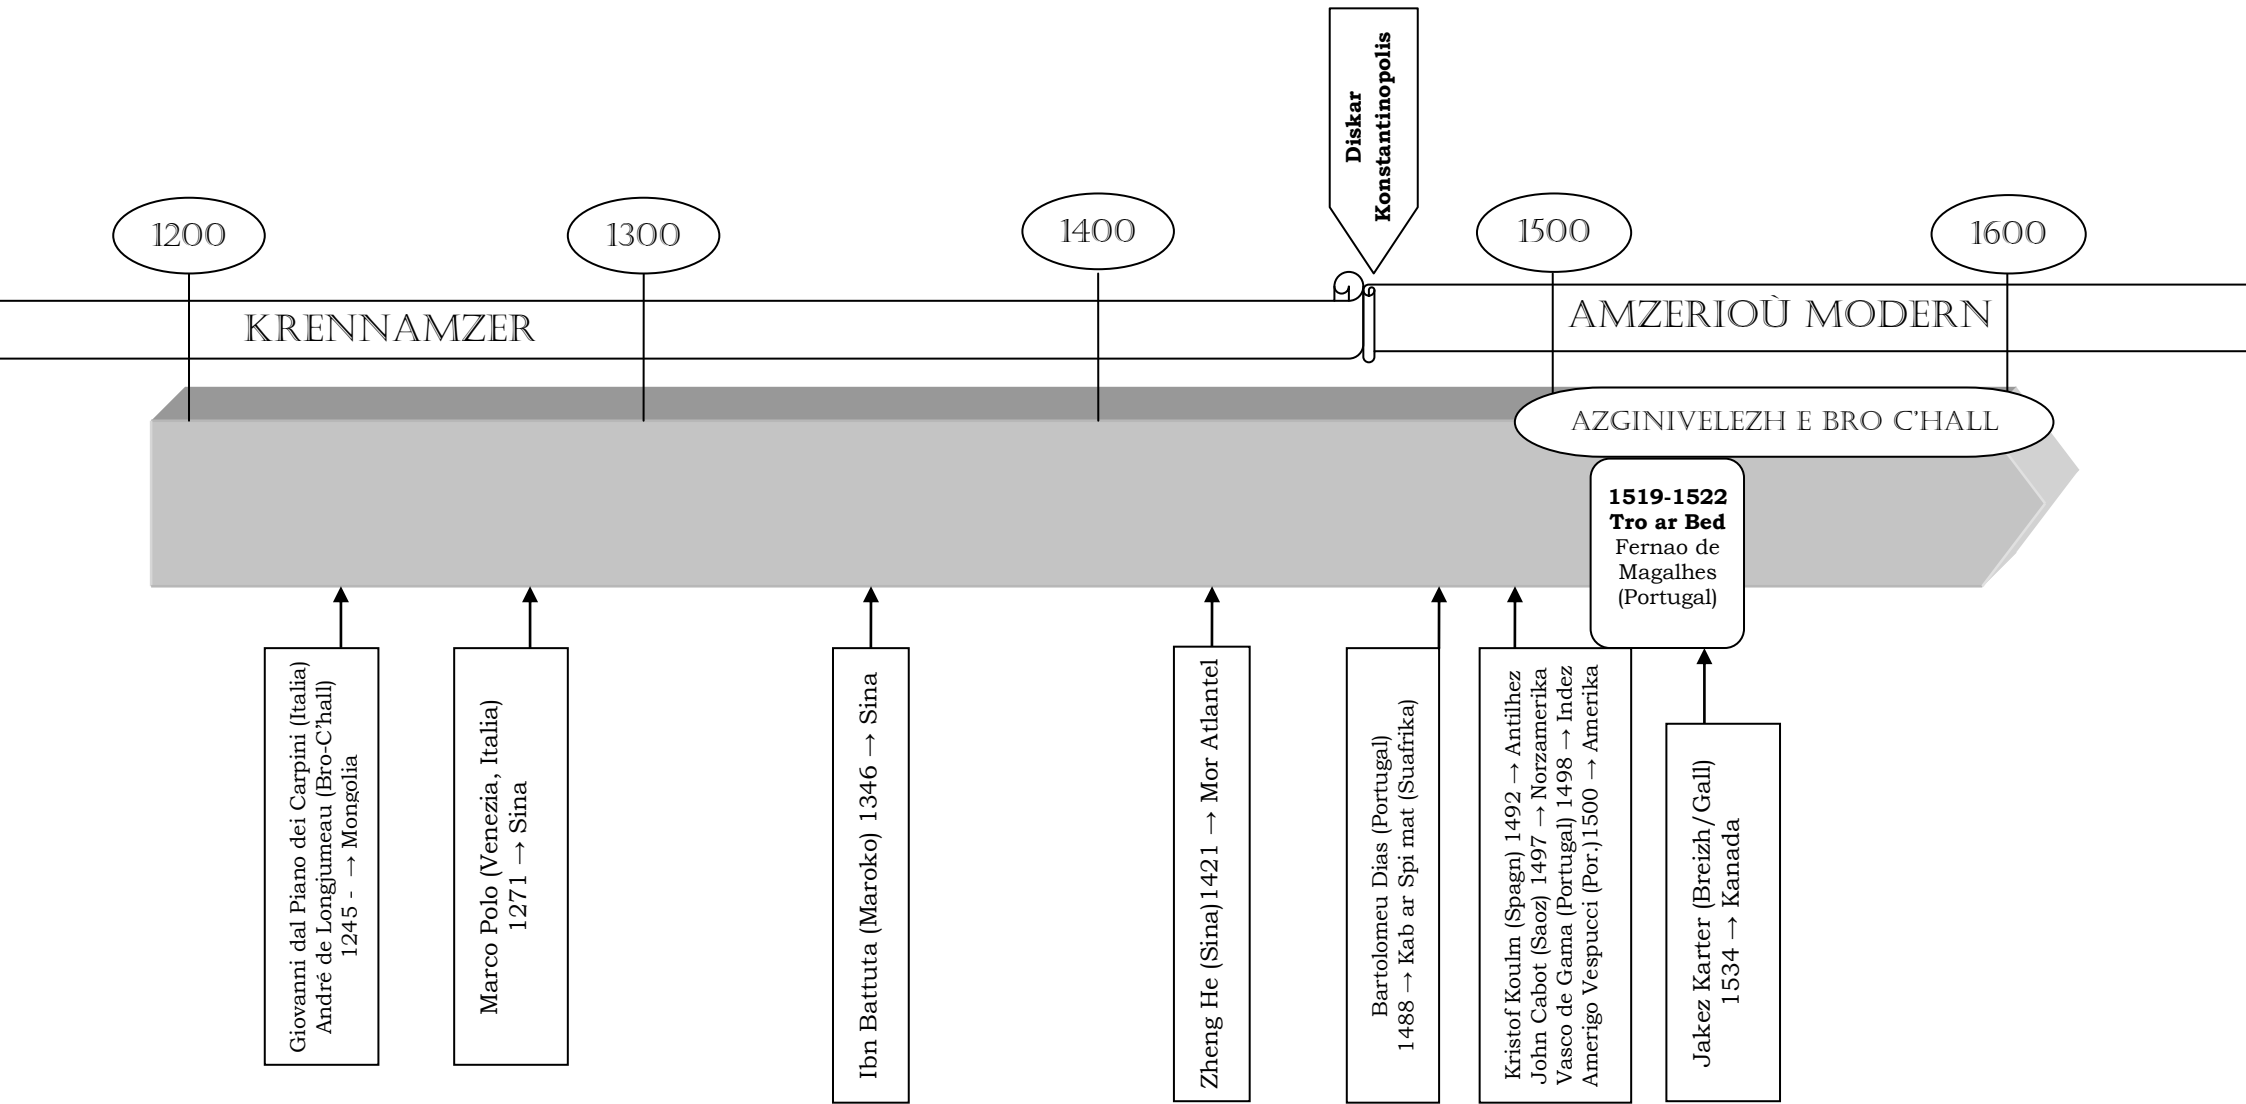 Diskar
Konstantinopolis
1200
1300
1400
1500
1600
KRENNAMZER
AMZERIOÙ MODERN
AZGINIVELEZH E BRO C'HALL
1519-1522
Tro ar Bed
Fernao de
Magalhes
(Portugal)
Giovanni dal Piano dei Carpini (Italia)
André de Longjumeau (Bro-C'hall)
1245 - → Mongolia
Marco Polo (Venezia, Italia)
1271 → Sina
Ibn Battuta (Maroko) 1346 → Sina
Zheng He (Sina)1421 → Mor Atlantel
Bartolomeu Dias (Portugal)
1488 → Kab ar Spi mat (Suafrika)
Kristof Koulm (Spagn) 1492 → Antilhez
John Cabot (Saoz) 1497 →Norzamerika
Vasco de Gama (Portugal) 1498 → Indez
Amerigo Vespucci (Por.)1500 → Amerika
Jakez Karter (Breizh/Gall)
1534 → Kanada